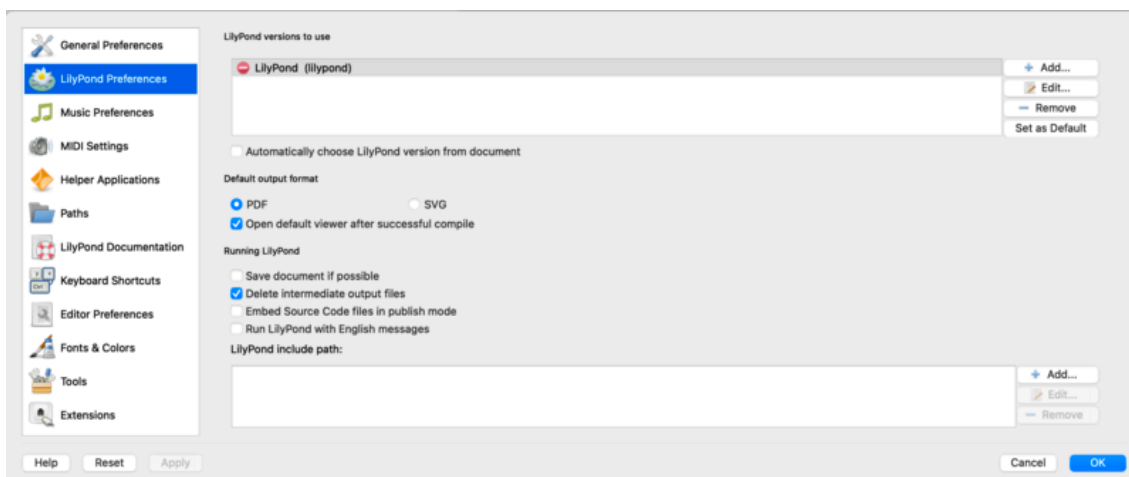 General Preferences
LilyPond Preferences
Music Preferences
MIDI Settings
Helper Applications
Paths
LilyPond Documentation
Keyboard Shortcuts
Editor Preferences
Fonts & Colors
Tools
Extensions
LilyPond versions to use
LilyPond (lilypond)
Add...
Edit...
Remove
Set as Default
Automatically choose LilyPond version from document
Default output format
PDF
SVG
Open default viewer after successful compile
Running LilyPond
Save document if possible
Delete intermediate output files
Embed Source Code files in publish mode
Run LilyPond with English messages
LilyPond include path:
Add...
Edit...
Remove
Help
Reset
Apply
Cancel
OK